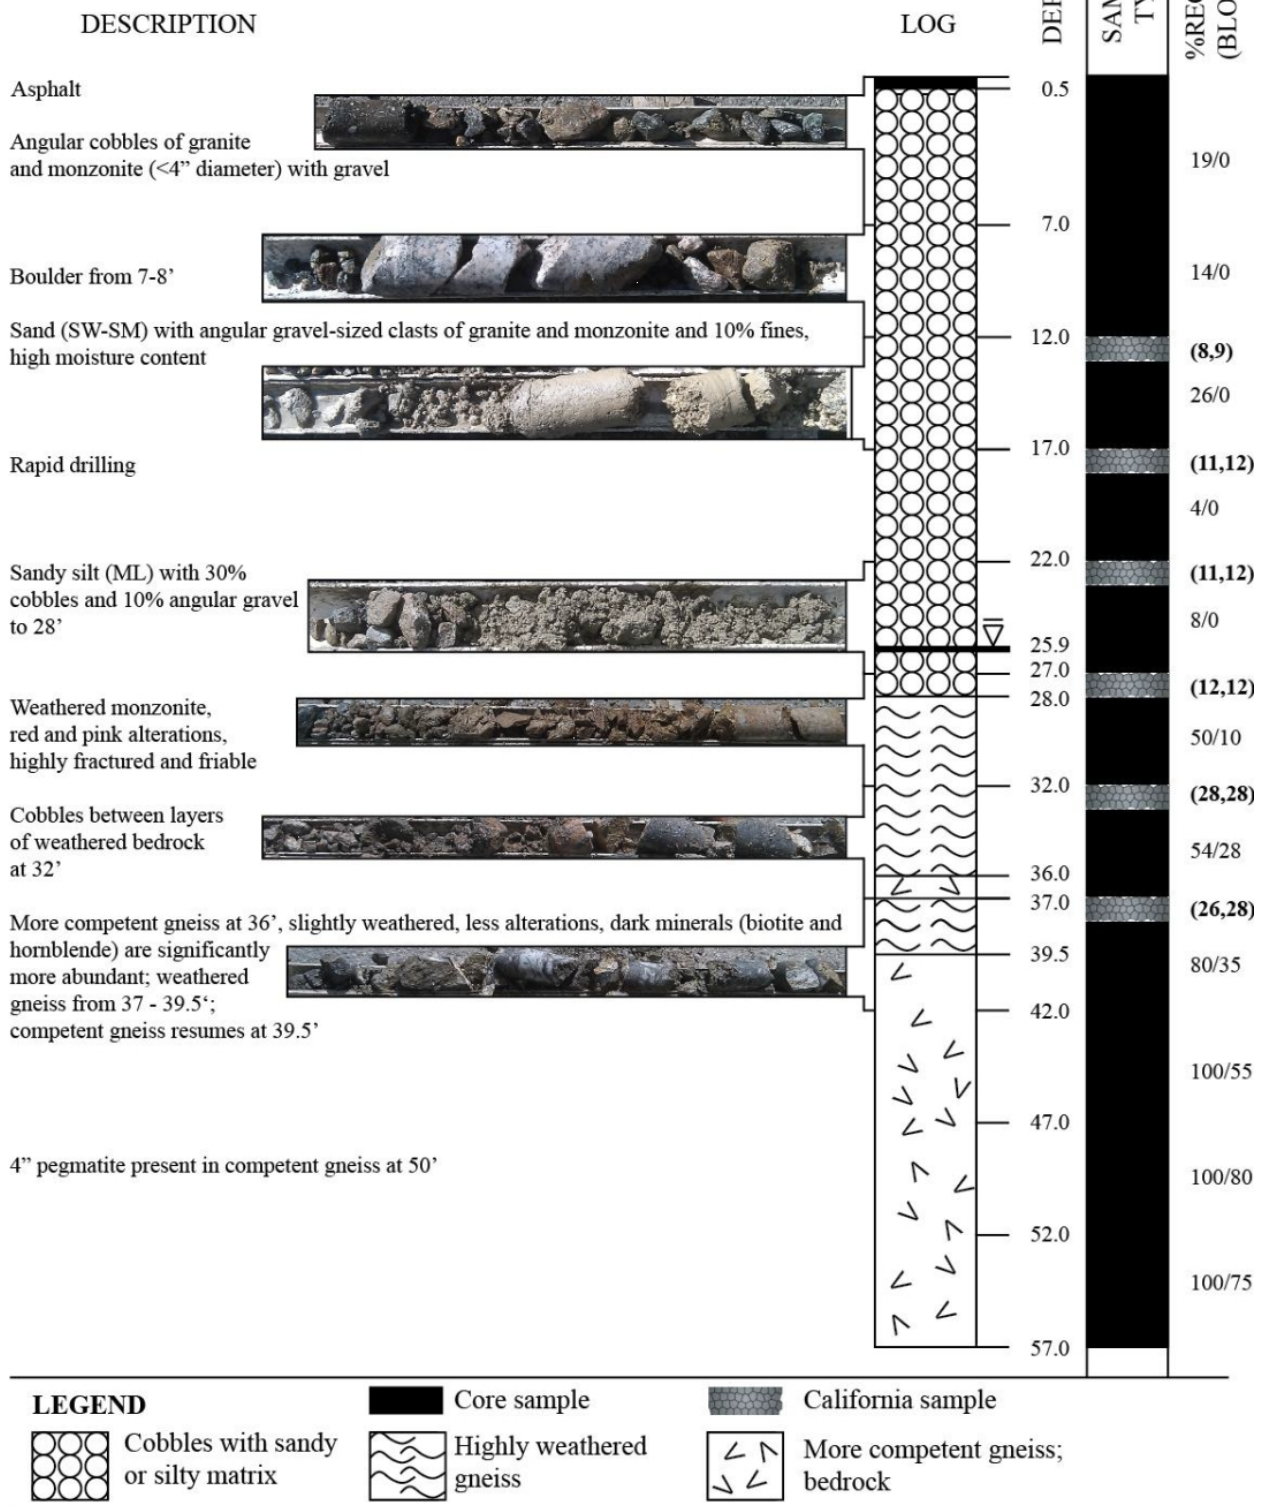 DESCRIPTION
LOG
Asphalt
Angular cobbles of granite
and monzonite (<4” diameter) with gravel
Boulder from 7-8’
Sand (SW-SM) with angular gravel-sized clasts of granite and monzonite and 10% fines,
high moisture content
Rapid drilling
Sandy silt (ML) with 30%
cobbles and 10% angular gravel
to 28’
Weathered monzonite,
red and pink alterations,
highly fractured and friable
Cobbles between layers
of weathered bedrock
at 32’
More competent gneiss at 36’, slightly weathered, less alterations, dark minerals (biotite and
hornblende) are significantly
more abundant; weathered
gneiss from 37 - 39.5‘;
competent gneiss resumes at 39.5’
4” pegmatite present in competent gneiss at 50’
0.5
7.0
12.0
17.0
22.0
25.9
27.0
28.0
32.0
36.0
37.0
39.5
42.0
47.0
52.0
57.0
SAM
TY
%REC
(BLO
19/0
14/0
(8,9)
26/0
(11,12)
4/0
(11,12)
8/0
(12,12)
50/10
(28,28)
54/28
(26,28)
80/35
100/55
100/80
100/75
LEGEND
Core sample
California sample
Cobbles with sandy
or silty matrix
Highly weathered
gneiss
More competent gneiss;
bedrock